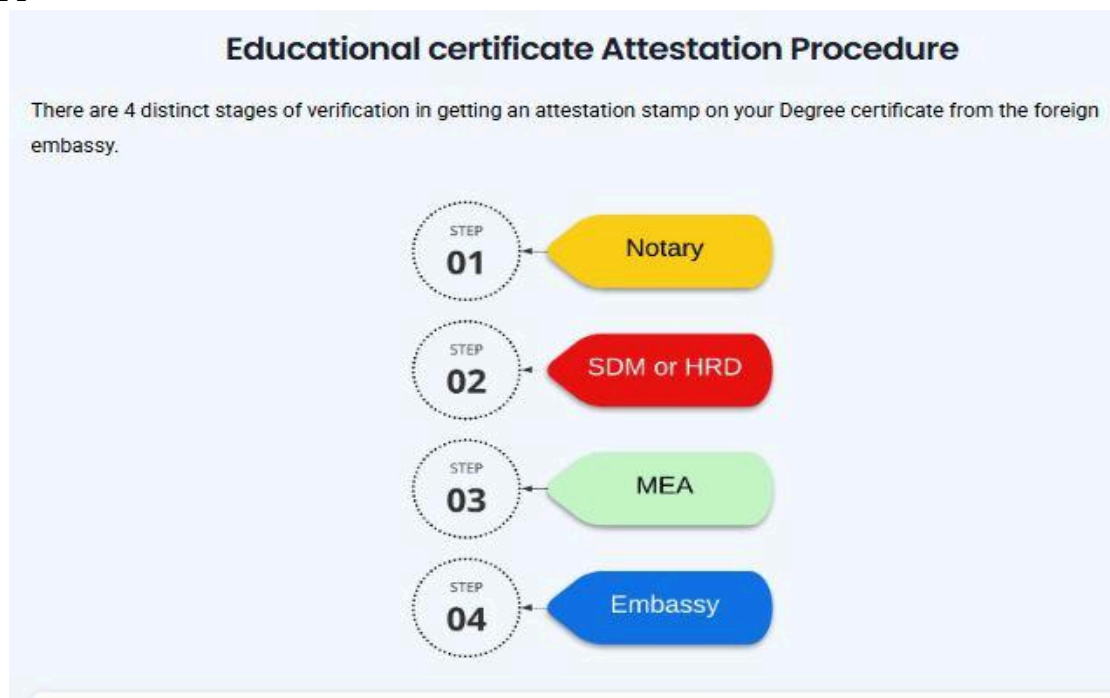 Educational certificate Attestation Procedure
There are 4 distinct stages of verification in getting an attestation stamp on your Degree certificate from the foreign
embassy.
STEP
01
Notary
STEP
02
SDM or HRD
STEP
03
MEA
STEP
04
Embassy